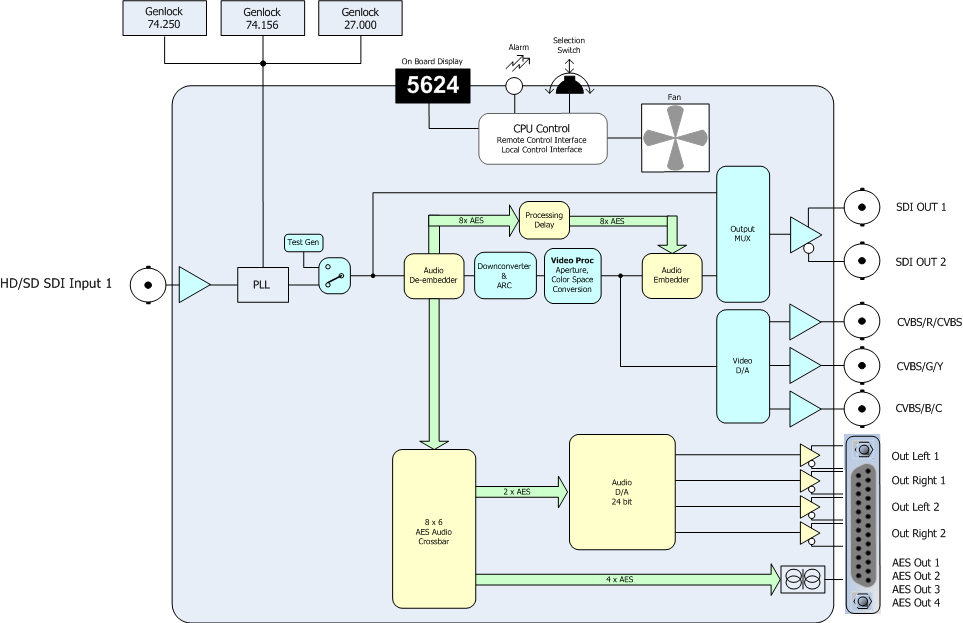 Genlock
74.250
Genlock
74.156
Genlock
27.000
On Board Display
5624
Alarm
Selection
Switch
Fan
CPU Control
Remote Control Interface
Local Control Interface
HD/SD SDI Input 1
PLL
Test Gen
8x AES
Processing
Delay
8x AES
Audio
De-embedder
Downconverter
&
ARC
Video Proc
Aperture,
Color Space
Conversion
Audio
Embedder
Output
MUX
SDI OUT 1
SDI OUT 2
Video
D/A
CVBS/R/CVBS
CVBS/G/Y
CVBS/B/C
8 x 6
AES Audio
Crossbar
2 x AES
Audio
D/A
24 bit
4 x AES
Out Left 1
Out Right 1
Out Left 2
Out Right 2
AES Out 1
AES Out 2
AES Out 3
AES Out 4